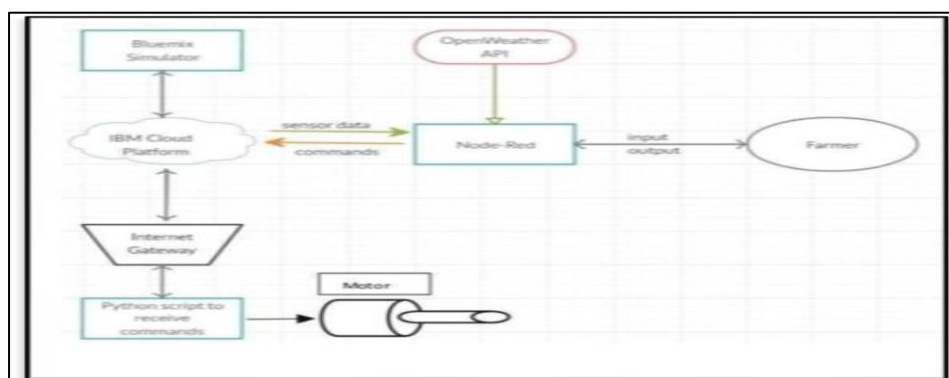 Bluemix
Simulator
OpenWeather
API
IBM Cloud
Platform
sensor data
commands
Node-Red
input
output
Farmer
Internet
Gateway
Motor
Python script to
receive
commands